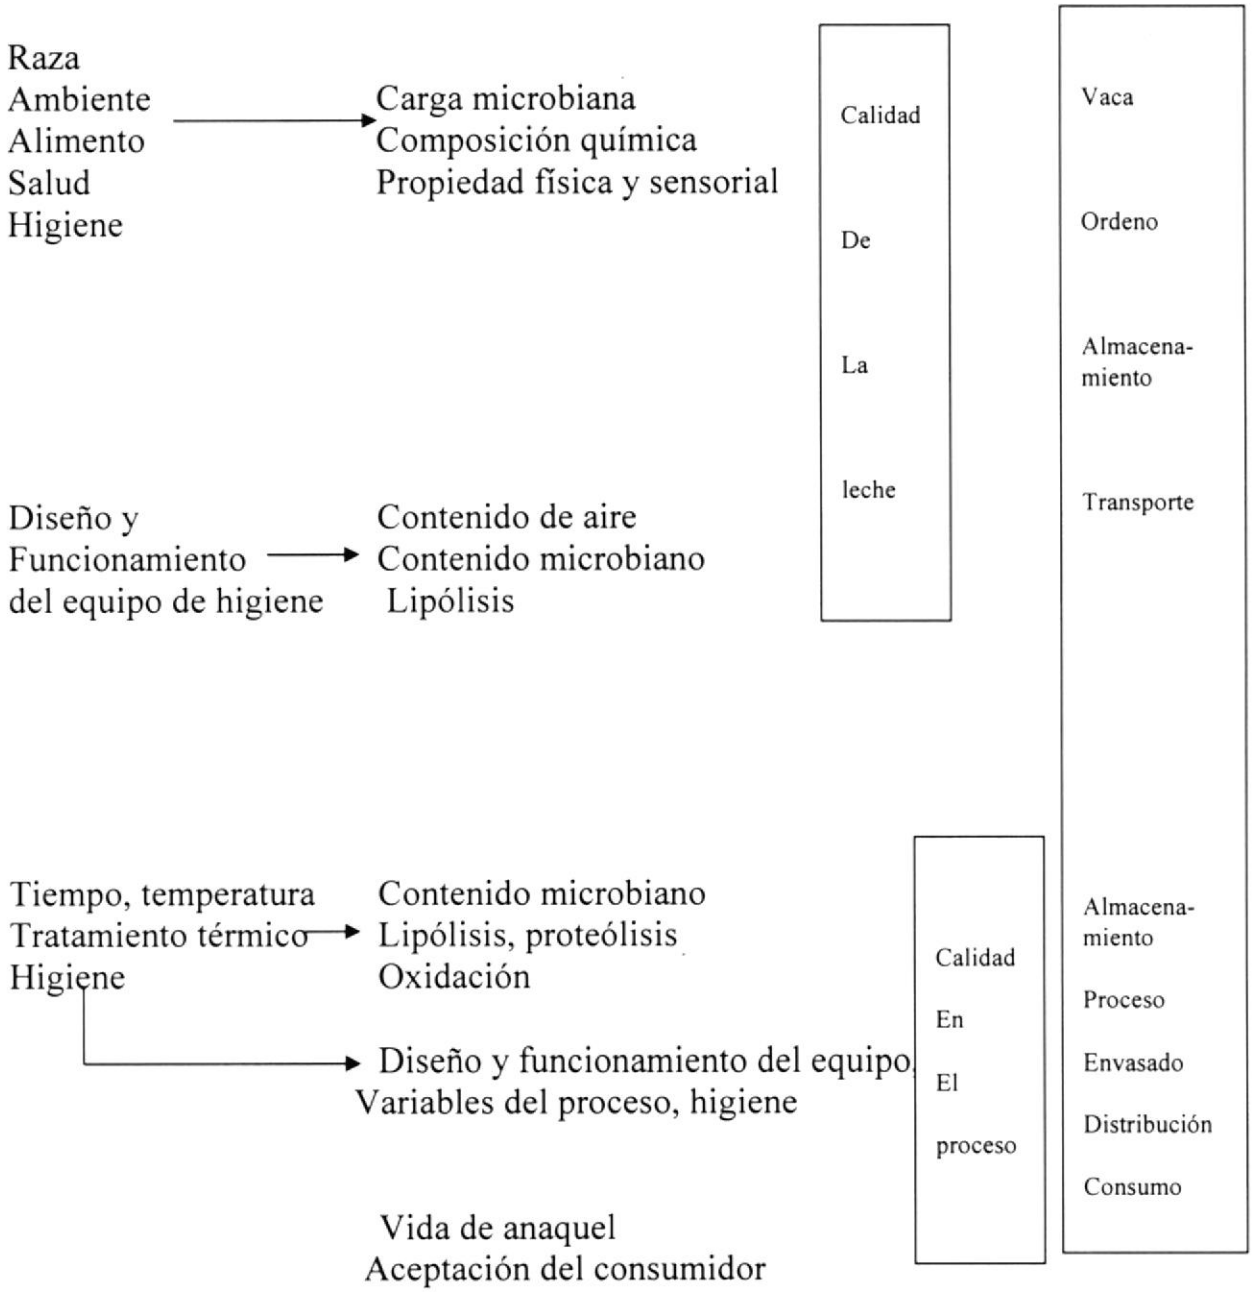 Raza
Ambiente
Alimento
Salud
Higiene
Carga microbiana
Composición química
Propiedad física y sensorial
Diseño y
Funcionamiento
del equipo de higiene
Contenido de aire
Contenido microbiano
Lipólisis
Tiempo, temperatura
Tratamiento térmico
Higiene
Contenido microbiano
Lipólisis, proteólisis
Oxidación
Diseño y funcionamiento del equipo,
Variables del proceso, higiene
Vida de anaquel
Aceptación del consumidor
Calidad
De
La
leche
Calidad
En
El
proceso
Vaca
Ordeno
Almacena-
miento
Transporte
Almacena-
miento
Proceso
Envasado
Distribución
Consumo